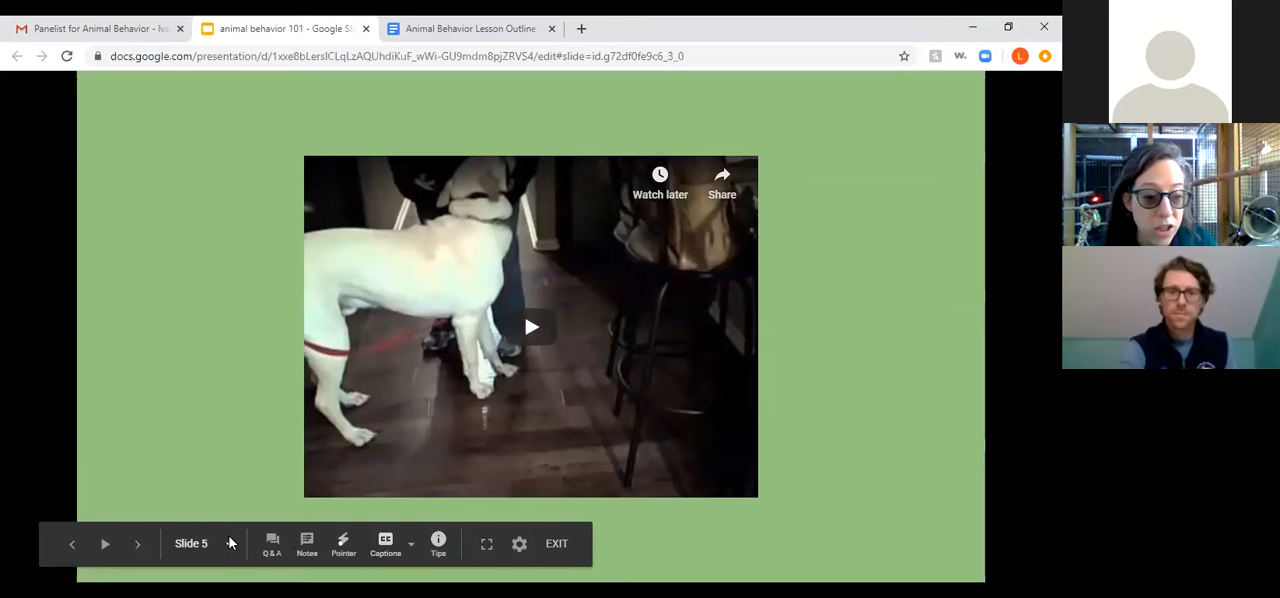 Panelist for Animal Behavior - Iva
animal behavior 101 - Google Sl
Animal Behavior Lesson Outline
docs.google.com/presentation/d/1xxe8bLersICLqLzAQUhdiKuF_wWi-GU9mdm8pjZRVS4/edit#slide=id.g72df0fe9c6_3_0
w.
L
Watch later
Share
Slide 5
Q&A
Notes
Pointer
Captions
Tips
EXIT